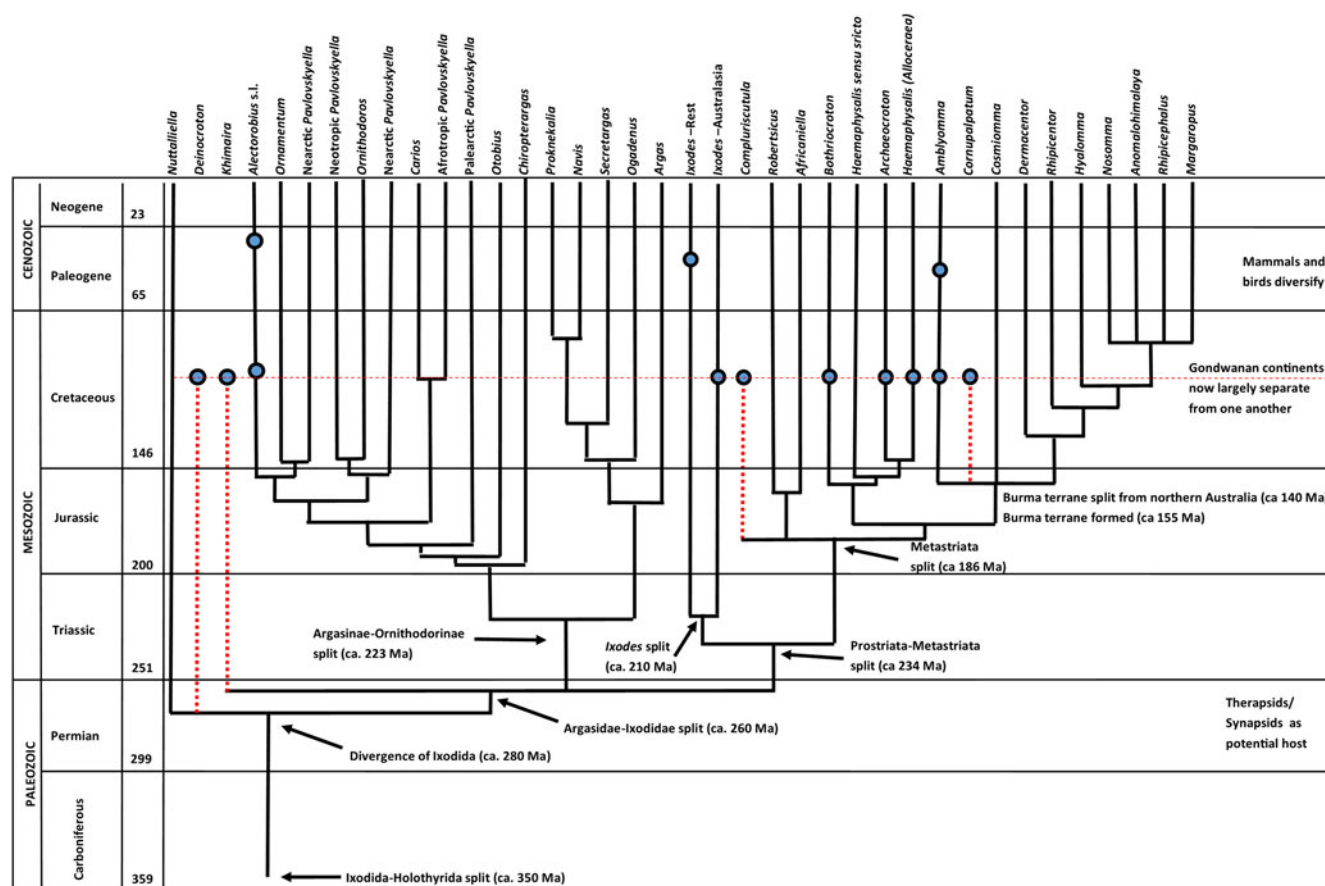 Nuttalliella
Deinocroton
Khimaira
Alectorobius s.l.
Ornamentum
Nearctic Pavlovskyella
Neotropic Pavlovskyella
Ornithodoros
Nearctic Pavlovskyella
Carios
Afrotropic Pavlovskyella
Palearctic Pavlovskyella
Otobius
Chiropterargas
Proknekalia
Navis
Secretargas
Ogadenus
Argas
Ixodes –Rest
Ixodes –Australasia
Compluriscutula
Robertsicus
Africaniella
Bothriocroton
Haemaphysalis sensu sricto
Archaeocroton
Haemaphysalis (Alloceraea)
Amblyomma
Cornupalpatum
Cosmiomma
Dermacentor
Rhipicentor
Hyalomma
Nosomma
Anomalohimalaya
Rhipicephalus
Margaropus
CENOZOIC
Neogene
23
Paleogene
65
Mammals and
birds diversify
MESOZOIC
Cretaceous
146
Gondwanan continents
now largely separate
from one another
Jurassic
200
Burma terrane split from northern Australia (ca 140 Ma)
Burma terrane formed (ca 155 Ma)
Metastriata
split (ca 186 Ma)
Triassic
251
Argasinae-Ornithodorinae
split (ca. 223 Ma)
Ixodes split
(ca. 210 Ma)
Prostriata-Metastriata
split (ca 234 Ma)
PALEOZOIC
Permian
299
Argasidae-Ixodidae split (ca. 260 Ma)
Divergence of Ixodida (ca. 280 Ma)
Therapsids/
Synapsids as
potential host
Carboniferous
359
Ixodida-Holothyrida split (ca. 350 Ma)